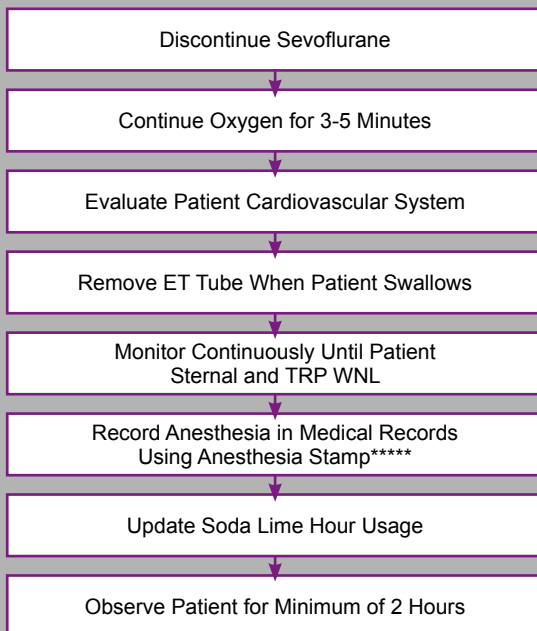 Discontinue Sevoflurane
Continue Oxygen for 3-5 Minutes
Evaluate Patient Cardiovascular System
Remove ET Tube When Patient Swallows
Monitor Continuously Until Patient
Sternal and TRP WNL
Record Anesthesia in Medical Records
Using Anesthesia Stamp*****
Update Soda Lime Hour Usage
Observe Patient for Minimum of 2 Hours